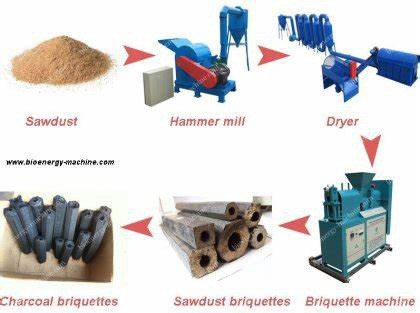 Sawdust
Hammer mill
Dryer
www.bioenergy-machine.com
Charcoal briquettes
Sawdust briquettes
Briquette machine